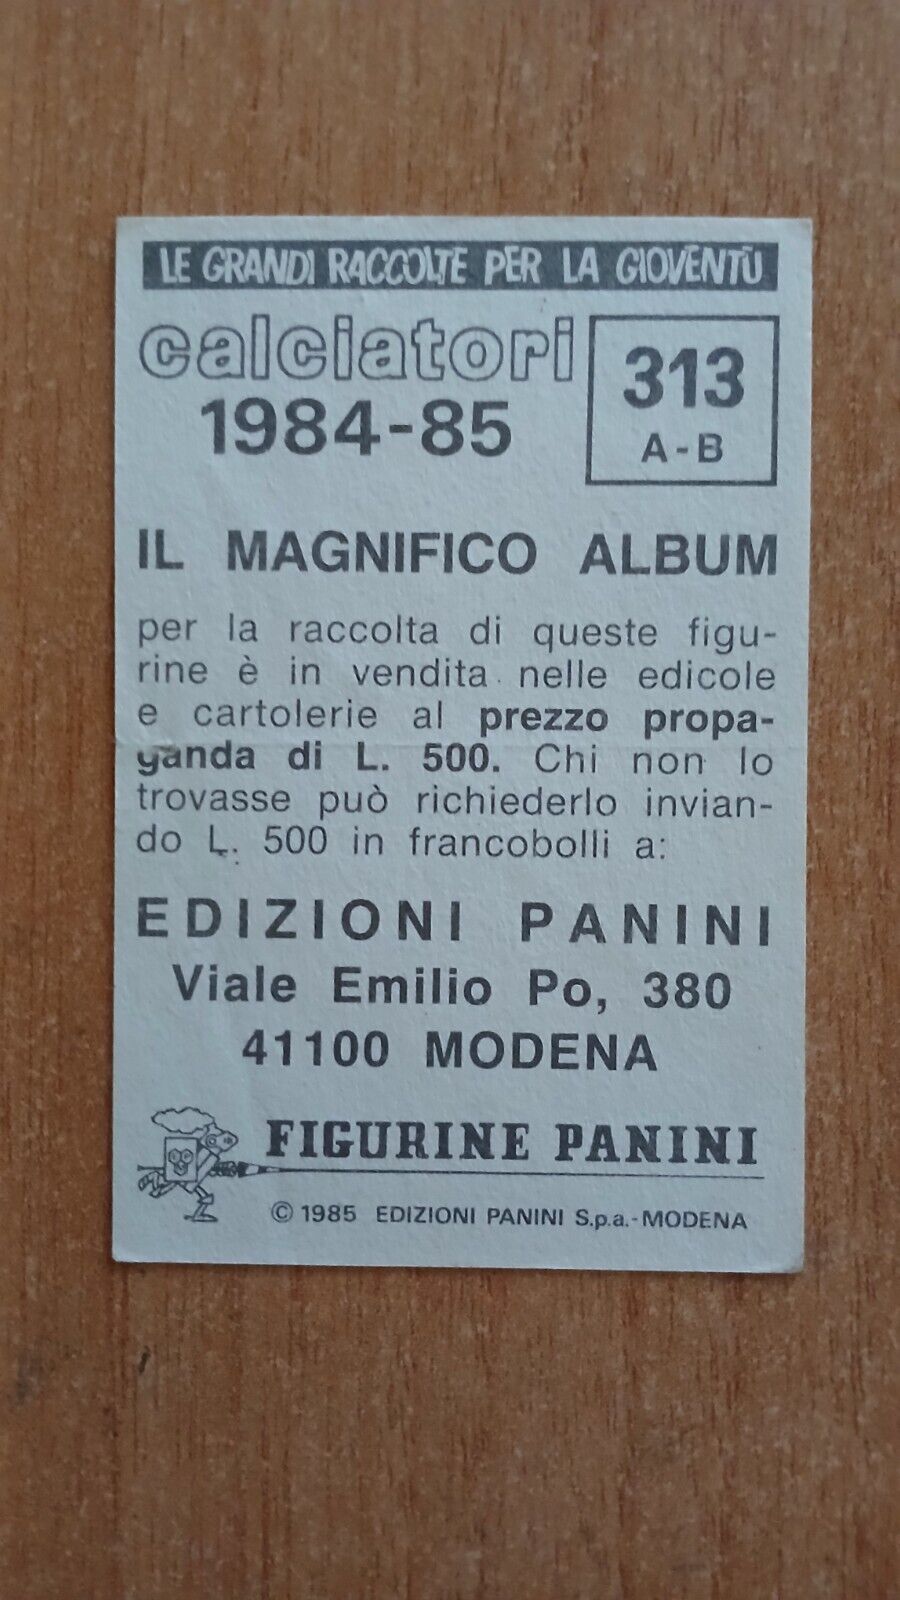 LE GRANDI RACCOLTE PER LA GIOVENTÙ
calciatori
1984-85
313
A-B
IL MAGNIFICO ALBUM
per la raccolta di queste figu-
rine è in vendita nelle edicole
e cartolerie al prezzo propa-
ganda di L. 500. Chi non lo
trovasse può richiederlo invian-
do L. 500 in francobolli a:
EDIZIONI PANINI
Viale Emilio Po, 380
41100 MODENA
FIGURINE PANINI
© 1985 EDIZIONI PANINI S.p.a.-MODENA